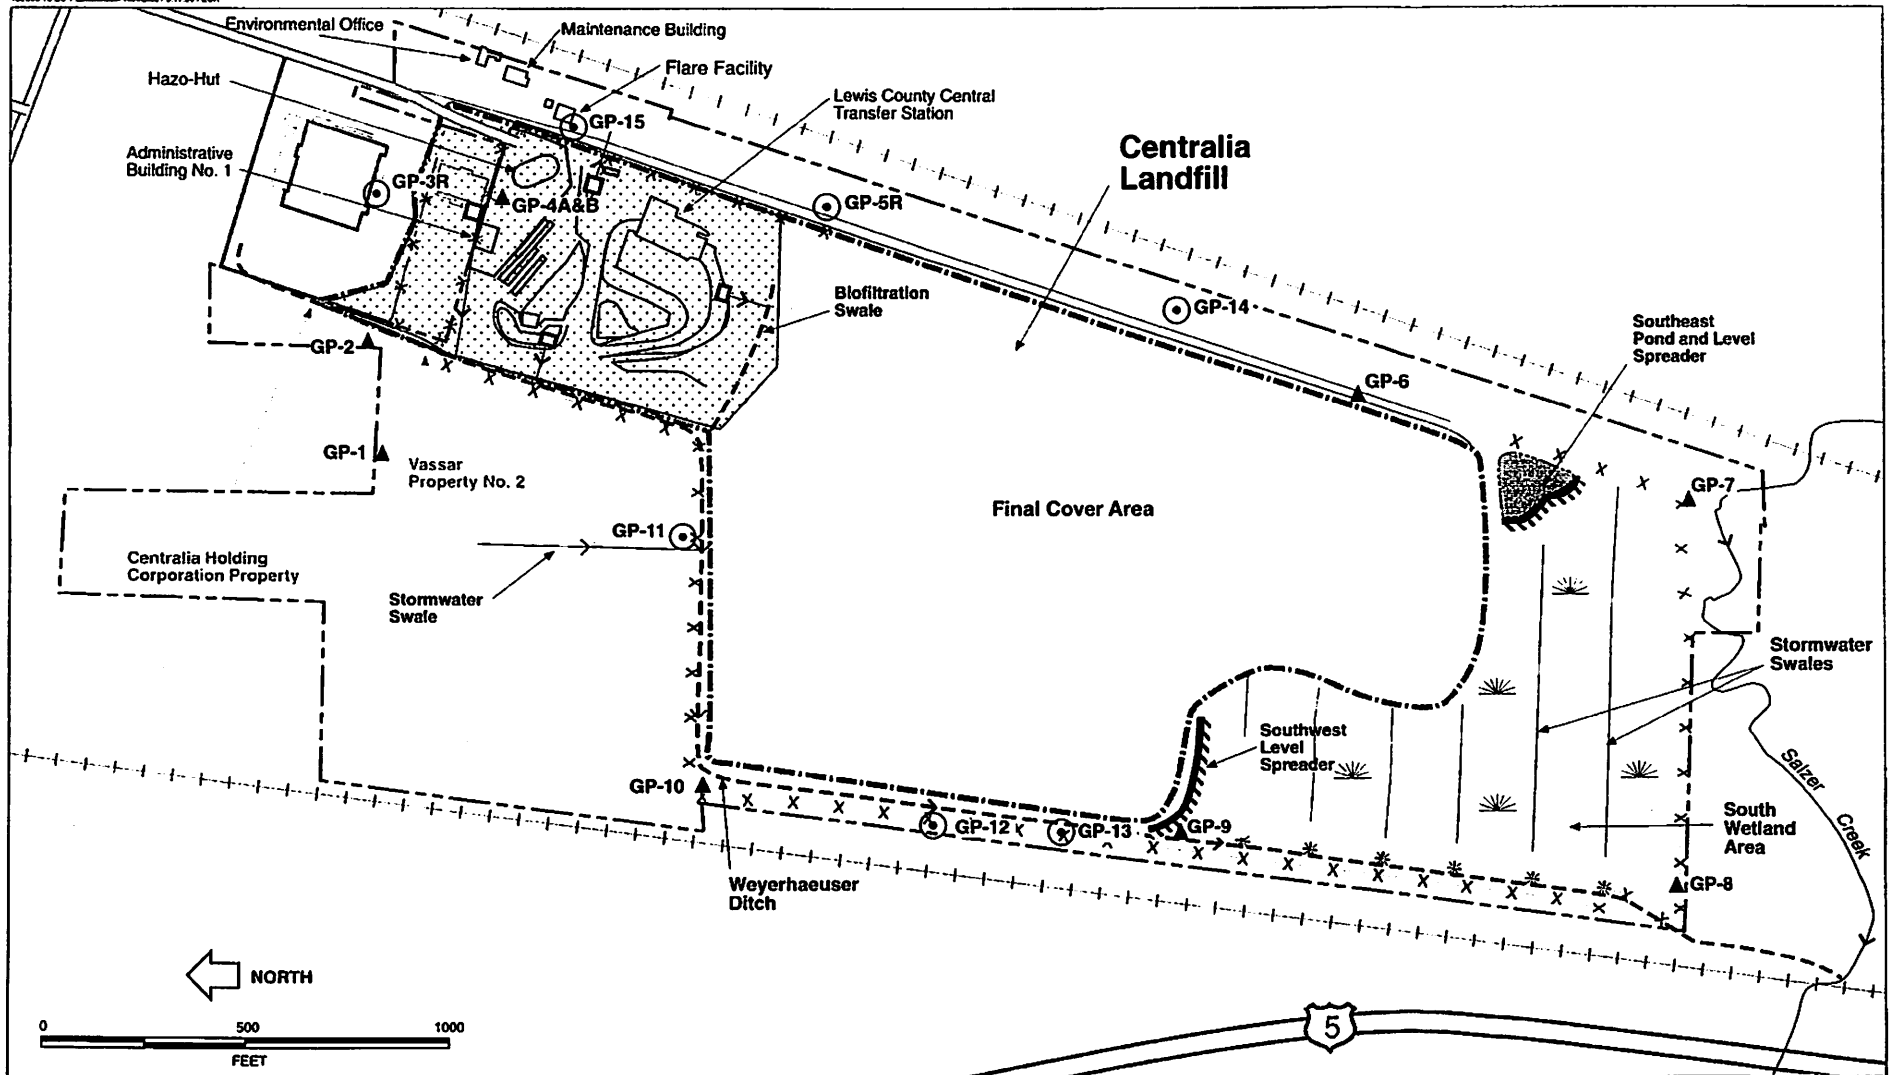 Environmental Office
Maintenance Building
Hazo-Hut
Flare Facility
Lewis County Central
Transfer Station
GP-15
Centralia
Landfill
Administrative
Building No. 1
GP-3R
GP-4A&B
GP-5R
Biofiltration
Swale
GP-14
Southeast
Pond and Level
Spreader
GP-2
GP-6
GP-1
Vassar
Property No. 2
GP-7
Final Cover Area
GP-11
Centralia Holding
Corporation Property
Stormwater
Swale
Stormwater
Swales
Southwest
Level
Spreader
Salzer
Creek
GP-10
GP-12
GP-13
GP-9
South
Wetland
Area
Weyerhaeuser
Ditch
GP-8
NORTH
5
0 500 1000
FEET